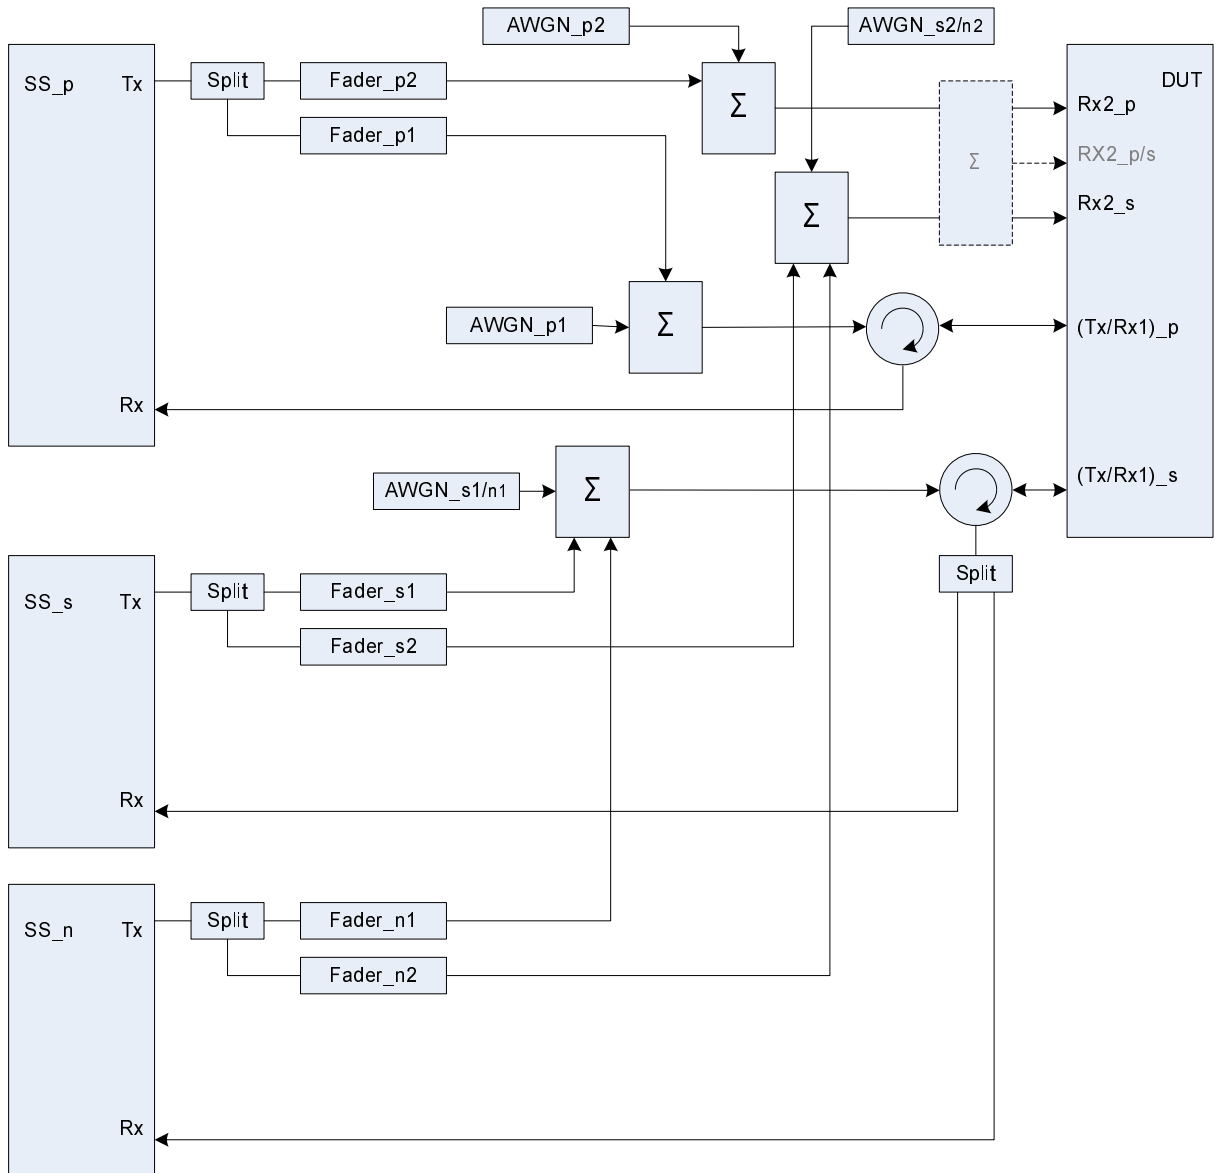 AWGN_p2
AWGN_s2/n2
SS_p
Tx
Split
Fader_p2
Σ
DUT
Rx2_p
Fader_p1
Σ
RX2_p/s
Σ
Rx2_s
AWGN_p1
Σ
(Tx/Rx1)_p
Rx
AWGN_s1/n1
Σ
(Tx/Rx1)_s
SS_s
Tx
Split
Fader_s1
Split
Fader_s2
Rx
SS_n
Tx
Split
Fader_n1
Fader_n2
Rx